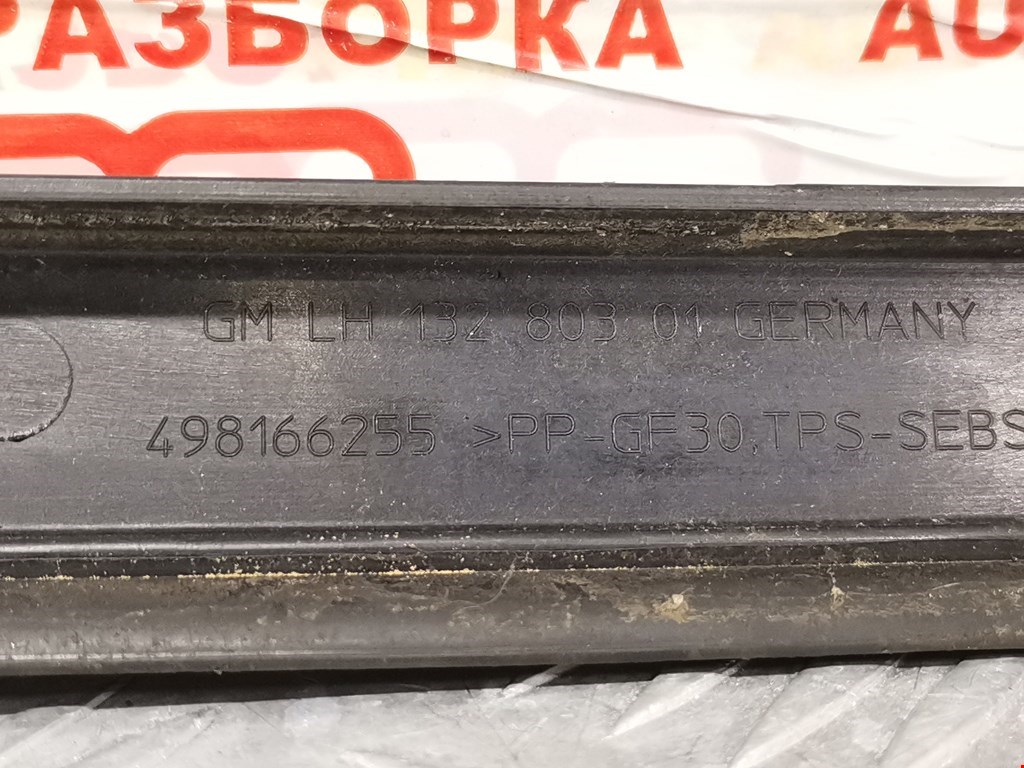 РАЗБОРКА AU
GM LH 132 803 01 GERMANY
498166255 >PP-GF30,TPS-SEBS